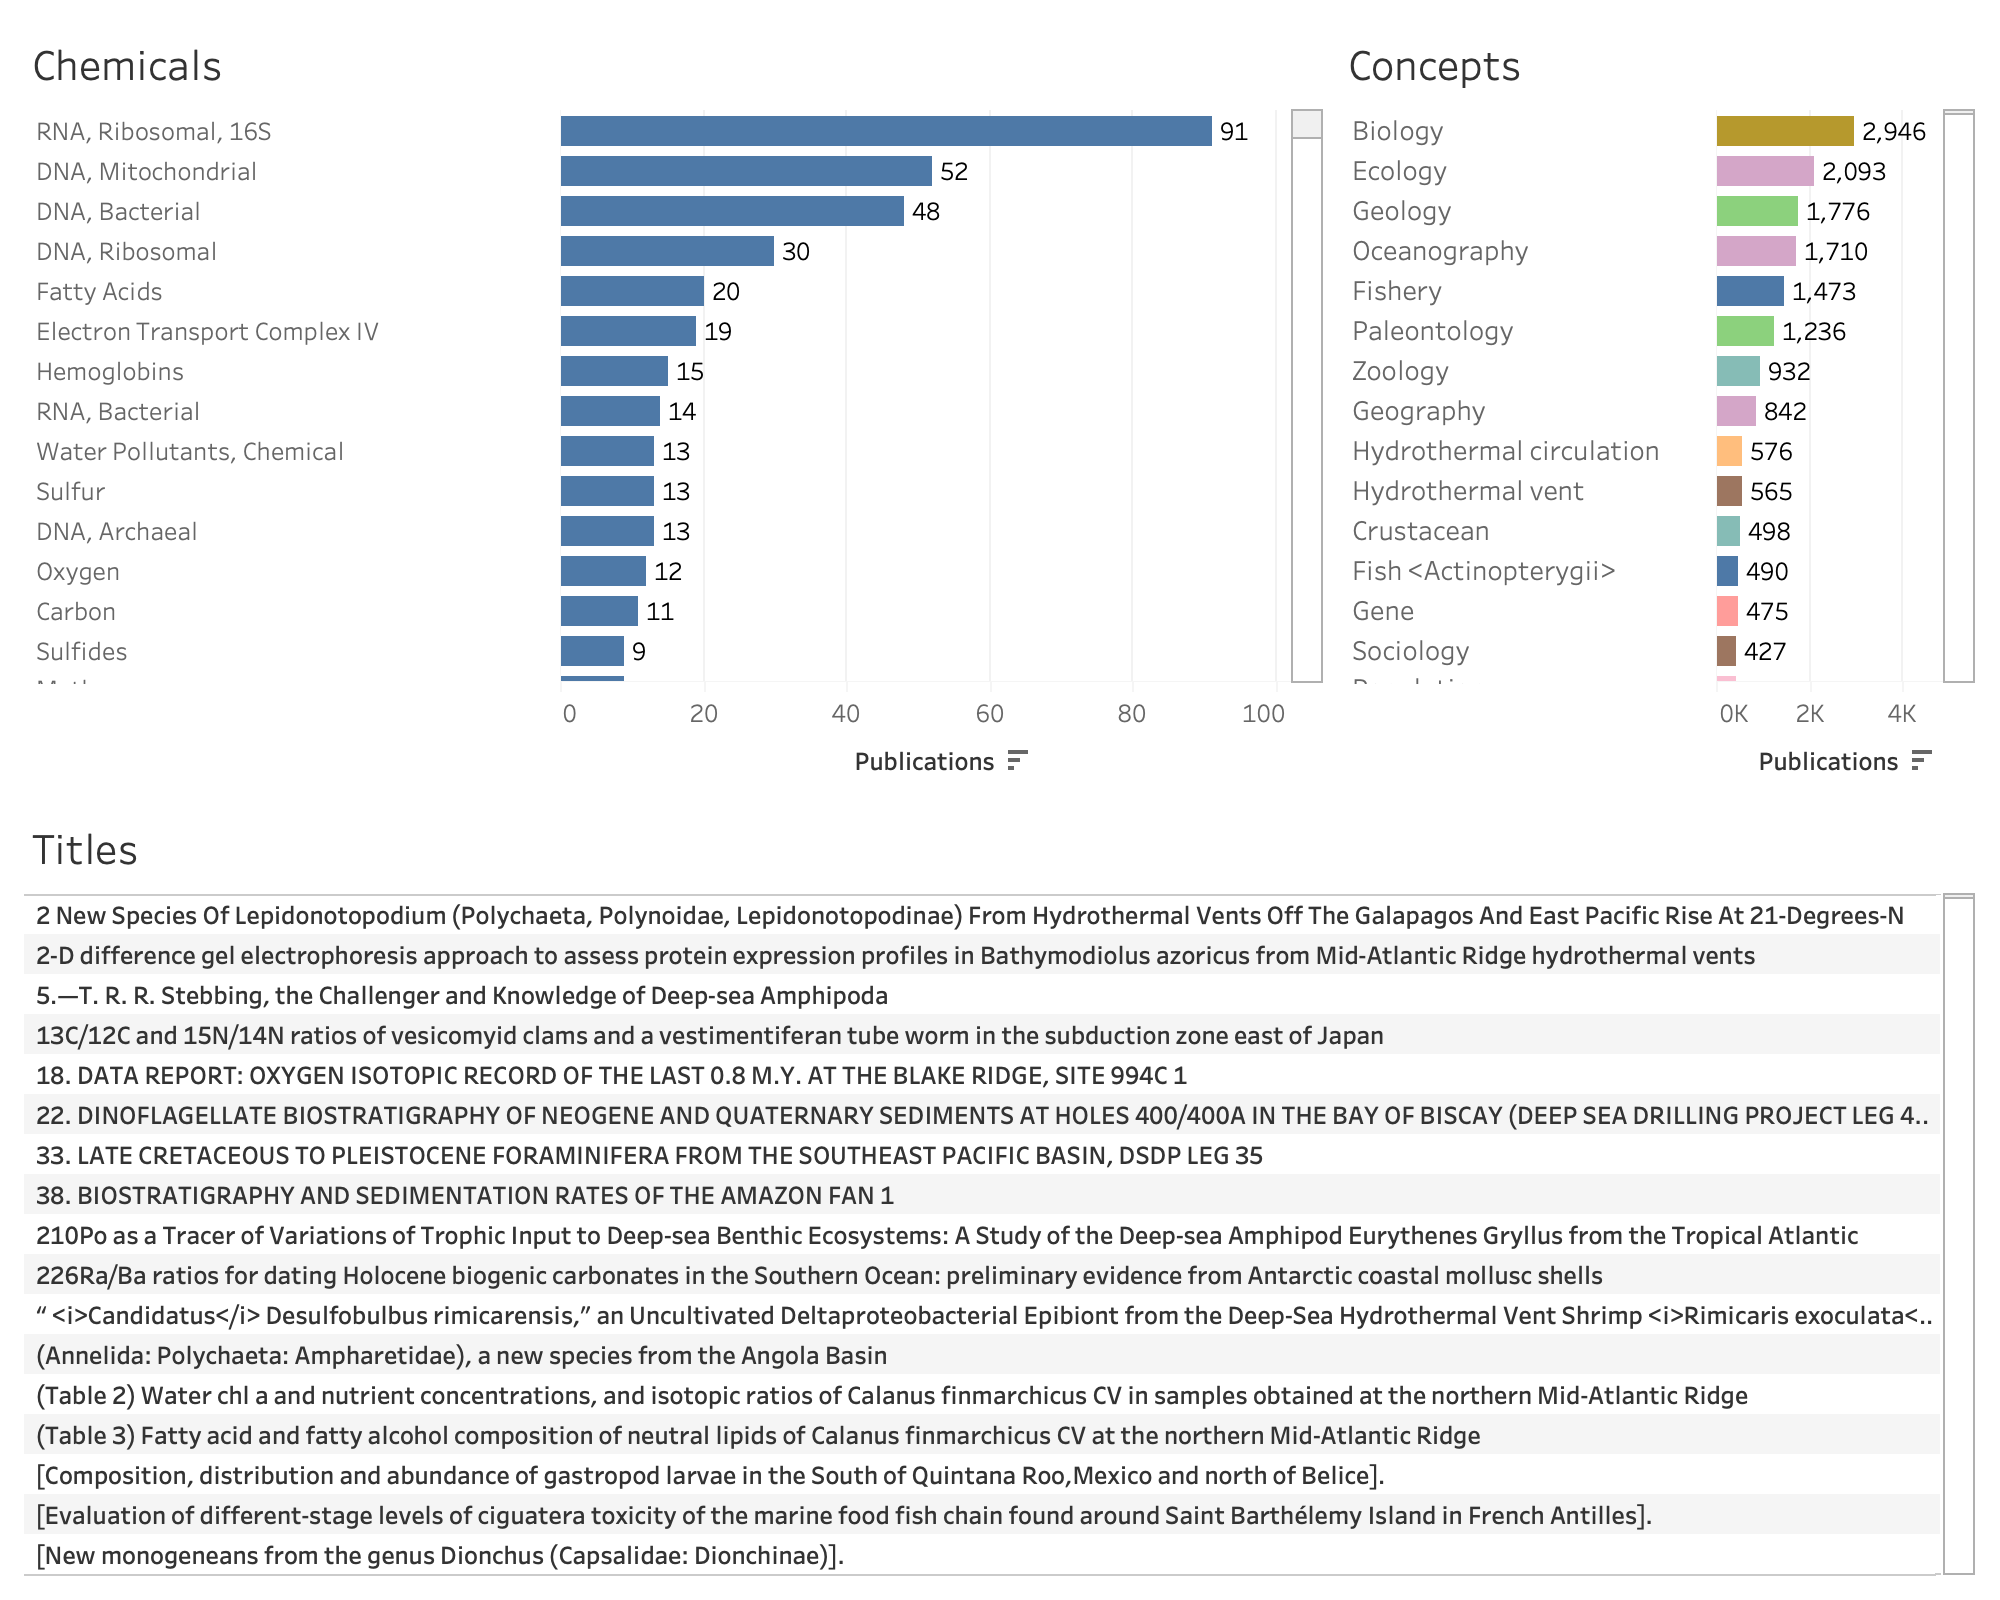 Chemicals
RNA, Ribosomal, 16S 91
DNA, Mitochondrial 52
DNA, Bacterial 48
DNA, Ribosomal 30
Fatty Acids 20
Electron Transport Complex IV 19
Hemoglobins 15
RNA, Bacterial 14
Water Pollutants, Chemical 13
Sulfur 13
DNA, Archaeal 13
Oxygen 12
Carbon 11
Sulfides 9
0 20 40 60 80 100
Publications
Concepts
Biology 2,946
Ecology 2,093
Geology 1,776
Oceanography 1,710
Fishery 1,473
Paleontology 1,236
Zoology 932
Geography 842
Hydrothermal circulation 576
Hydrothermal vent 565
Crustacean 498
Fish <Actinopterygii> 490
Gene 475
Sociology 427
0K 2K 4K
Publications
Titles
2 New Species Of Lepidonotopodium (Polychaeta, Polynoidae, Lepidonotopodinae) From Hydrothermal Vents Off The Galapagos And East Pacific Rise At 21-Degrees-N
2-D difference gel electrophoresis approach to assess protein expression profiles in Bathymodiolus azoricus from Mid-Atlantic Ridge hydrothermal vents
5.—T. R. R. Stebbing, the Challenger and Knowledge of Deep-sea Amphipoda
13C/12C and 15N/14N ratios of vesicomyid clams and a vestimentiferan tube worm in the subduction zone east of Japan
18. DATA REPORT: OXYGEN ISOTOPIC RECORD OF THE LAST 0.8 M.Y. AT THE BLAKE RIDGE, SITE 994C 1
22. DINOFLAGELLATE BIOSTRATIGRAPHY OF NEOGENE AND QUATERNARY SEDIMENTS AT HOLES 400/400A IN THE BAY OF BISCAY (DEEP SEA DRILLING PROJECT LEG 4..
33. LATE CRETACEOUS TO PLEISTOCENE FORAMINIFERA FROM THE SOUTHEAST PACIFIC BASIN, DSDP LEG 35
38. BIOSTRATIGRAPHY AND SEDIMENTATION RATES OF THE AMAZON FAN 1
210Po as a Tracer of Variations of Trophic Input to Deep-sea Benthic Ecosystems: A Study of the Deep-sea Amphipod Eurythenes Gryllus from the Tropical Atlantic
226Ra/Ba ratios for dating Holocene biogenic carbonates in the Southern Ocean: preliminary evidence from Antarctic coastal mollusc shells
“ <i>Candidatus</i> Desulfobulbus rimicarensis,” an Uncultivated Deltaproteobacterial Epibiont from the Deep-Sea Hydrothermal Vent Shrimp <i>Rimicaris exoculata<..
(Annelida: Polychaeta: Ampharetidae), a new species from the Angola Basin
(Table 2) Water chl a and nutrient concentrations, and isotopic ratios of Calanus finmarchicus CV in samples obtained at the northern Mid-Atlantic Ridge
(Table 3) Fatty acid and fatty alcohol composition of neutral lipids of Calanus finmarchicus CV at the northern Mid-Atlantic Ridge
[Composition, distribution and abundance of gastropod larvae in the South of Quintana Roo,Mexico and north of Belice].
[Evaluation of different-stage levels of ciguatera toxicity of the marine food fish chain found around Saint Barthélemy Island in French Antilles].
[New monogeneans from the genus Dionchus (Capsalidae: Dionchinae)].